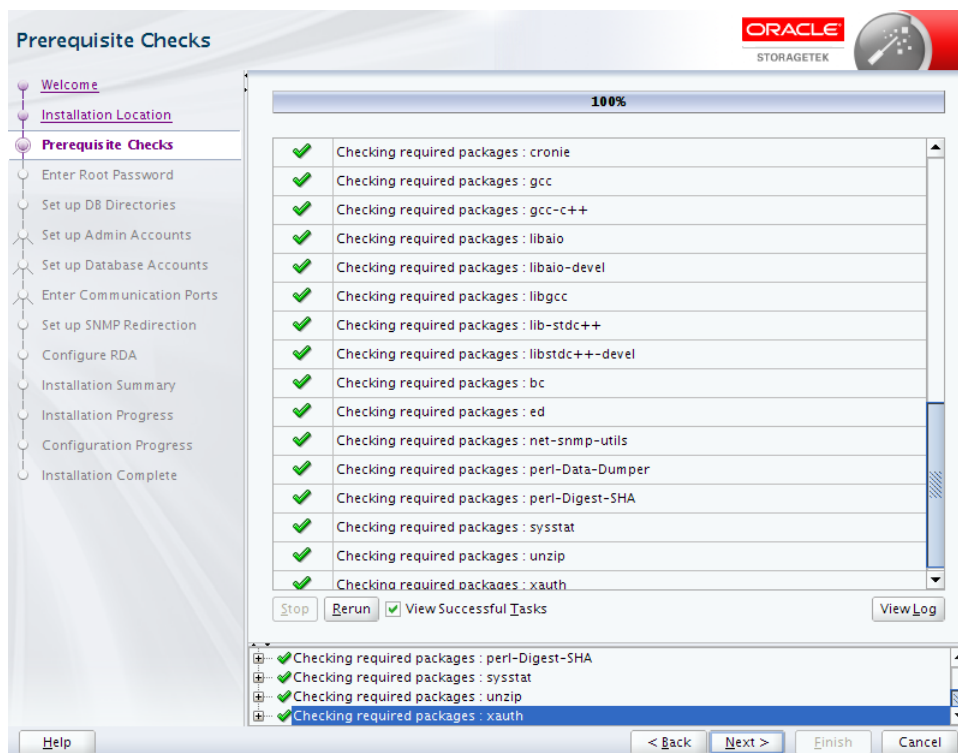 Prerequisite Checks
ORACLE
STORAGETEK
Welcome
Installation Location
Prerequisite Checks
Enter Root Password
Set up DB Directories
Set up Admin Accounts
Set up Database Accounts
Enter Communication Ports
Set up SNMP Redirection
Configure RDA
Installation Summary
Installation Progress
Configuration Progress
Installation Complete
100%
Checking required packages : cronie
Checking required packages : gcc
Checking required packages : gcc-c++
Checking required packages : libaio
Checking required packages : libaio-devel
Checking required packages : libgcc
Checking required packages : lib-stdc++
Checking required packages : libstdc++-devel
Checking required packages : bc
Checking required packages : ed
Checking required packages : net-snmp-utils
Checking required packages : perl-Data-Dumper
Checking required packages : perl-Digest-SHA
Checking required packages : sysstat
Checking required packages : unzip
Checking required packages : xauth
Stop Rerun View Successful Tasks View Log
Checking required packages : perl-Digest-SHA
Checking required packages : sysstat
Checking required packages : unzip
Checking required packages : xauth
Help < Back Next > Finish Cancel